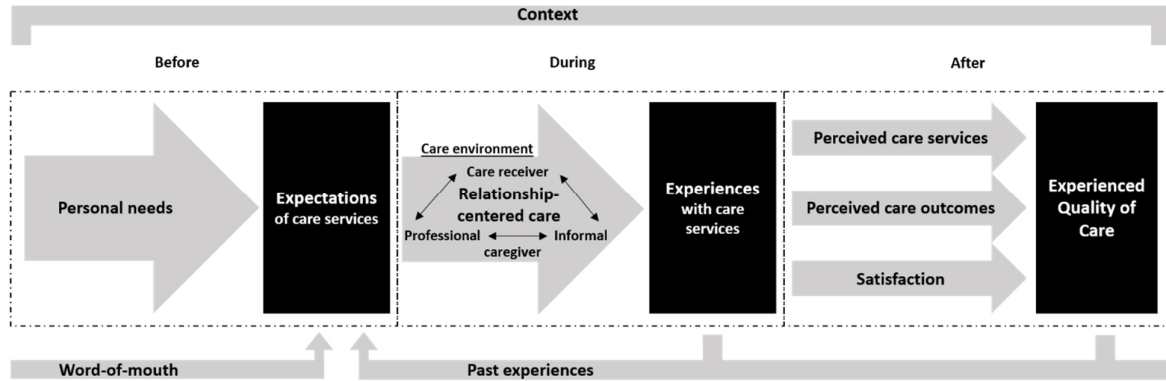 Context
Before
During
After
Personal needs
Expectations
of care services
Care environment
Care receiver
Relationship-
centered care
Professional
Informal
caregiver
Experiences
with care
services
Perceived care services
Perceived care outcomes
Satisfaction
Experienced
Quality of
Care
Word-of-mouth
Past experiences